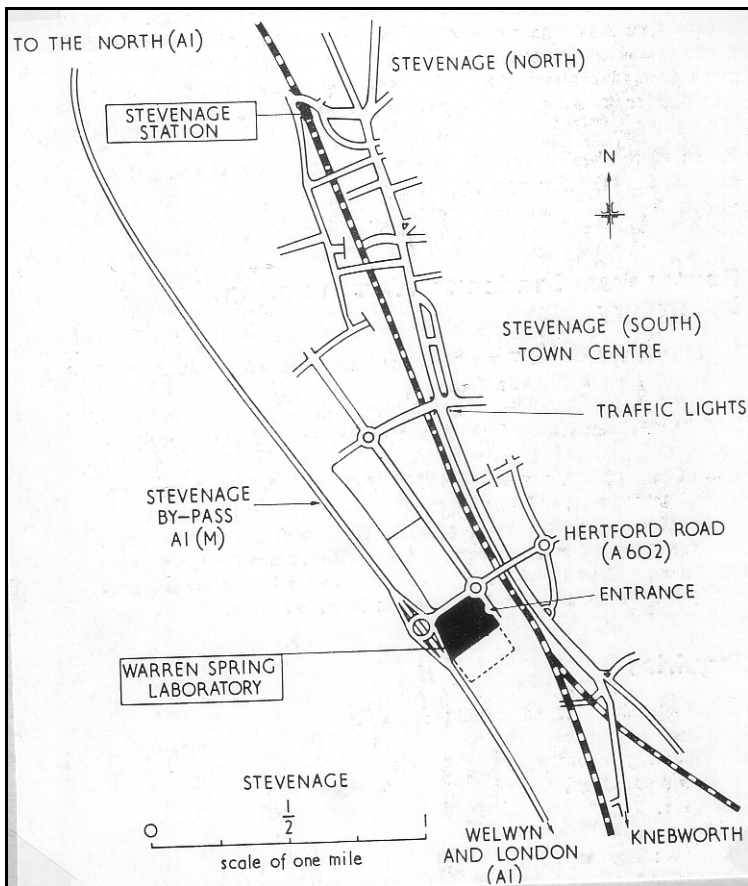 TO THE NORTH (A1)
STEVENAGE (NORTH)
STEVENAGE
STATION
N
STEVENAGE (SOUTH)
TOWN CENTRE
TRAFFIC LIGHTS
STEVENAGE
BY-PASS
A1 (M)
HERTFORD ROAD
(A602)
ENTRANCE
WARREN SPRING
LABORATORY
STEVENAGE
0 1/2 1
scale of one mile
WELWYN
AND LONDON
(A1)
KNEBWORTH